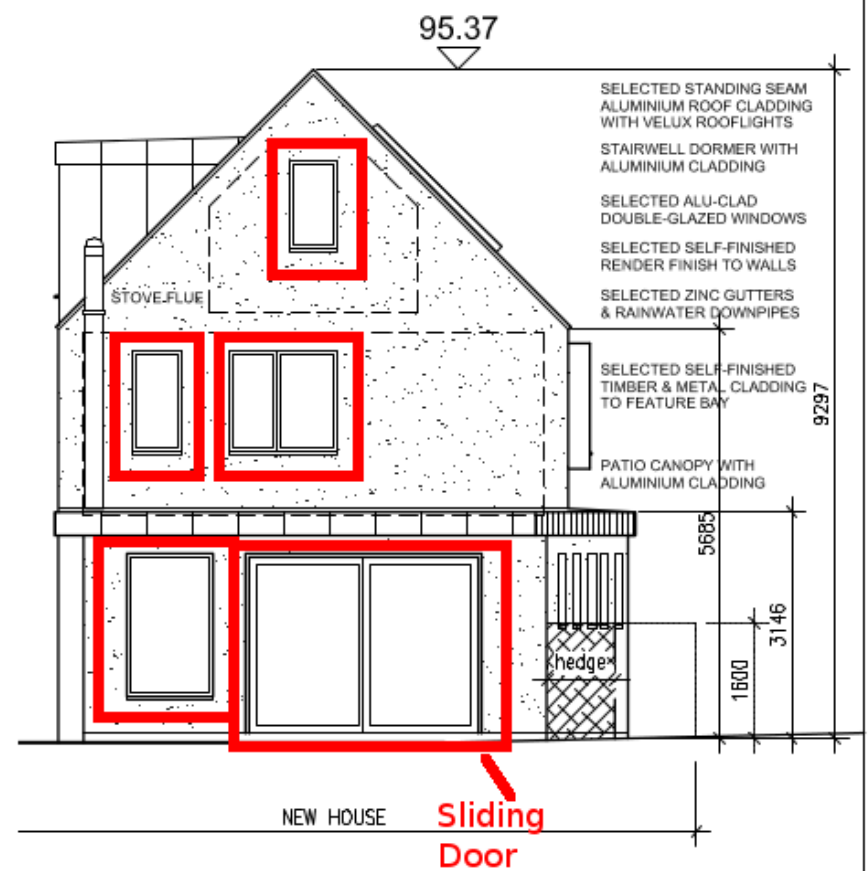 95.37
SELECTED STANDING SEAM
ALUMINIUM ROOF CLADDING
WITH VELUX ROOFLIGHTS
STAIRWELL DORMER WITH
ALUMINIUM CLADDING
SELECTED ALU-CLAD
DOUBLE-GLAZED WINDOWS
SELECTED SELF-FINISHED
RENDER FINISH TO WALLS
STOVE FLUE
SELECTED ZINC GUTTERS
& RAINWATER DOWNPIPES
SELECTED SELF-FINISHED
TIMBER & METAL CLADDING
TO FEATURE BAY
9297
PATIO CANOPY WITH
ALUMINIUM CLADDING
5685
3146
1600
hedge
NEW HOUSE
Sliding
Door